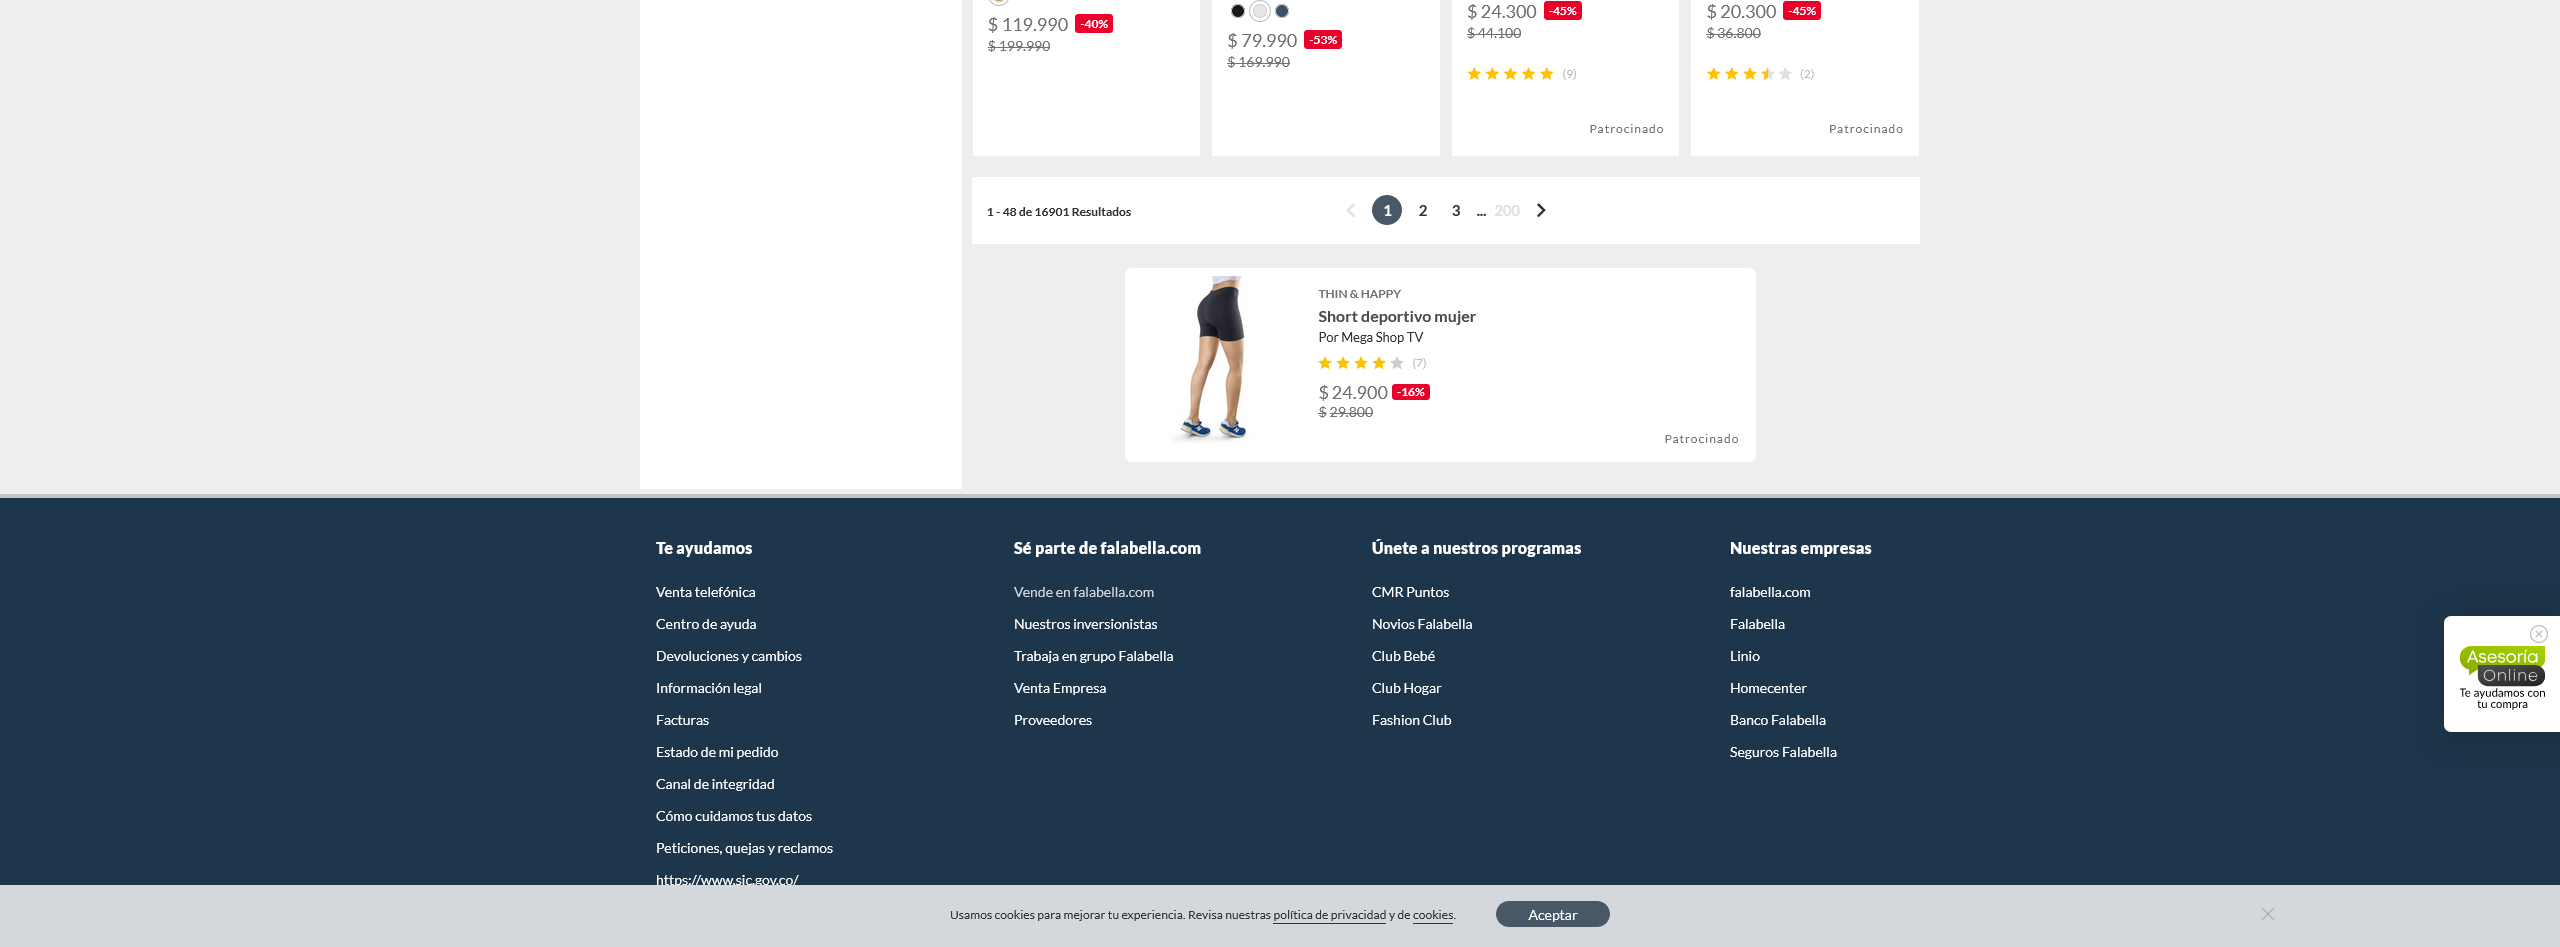 $ 119.990 -40%
$ 199.990
$ 79.990 -53%
$ 169.990
$ 24.300 -45%
$ 44.100
(9)
Patrocinado
$ 20.300 -45%
$ 36.800
(2)
Patrocinado
1 - 48 de 16901 Resultados
1 2 3 ... 200
THIN & HAPPY
Short deportivo mujer
Por Mega Shop TV
(7)
$ 24.900 -16%
$ 29.800
Patrocinado
Te ayudamos
Venta telefónica
Centro de ayuda
Devoluciones y cambios
Información legal
Facturas
Estado de mi pedido
Canal de integridad
Cómo cuidamos tus datos
Peticiones, quejas y reclamos
https://www.sic.gov.co/
Sé parte de falabella.com
Vende en falabella.com
Nuestros inversionistas
Trabaja en grupo Falabella
Venta Empresa
Proveedores
Únete a nuestros programas
CMR Puntos
Novios Falabella
Club Bebé
Club Hogar
Fashion Club
Nuestras empresas
falabella.com
Falabella
Linio
Homecenter
Banco Falabella
Seguros Falabella
Asesoría
Online
Te ayudamos con
tu compra
Usamos cookies para mejorar tu experiencia. Revisa nuestras política de privacidad y de cookies.
Aceptar